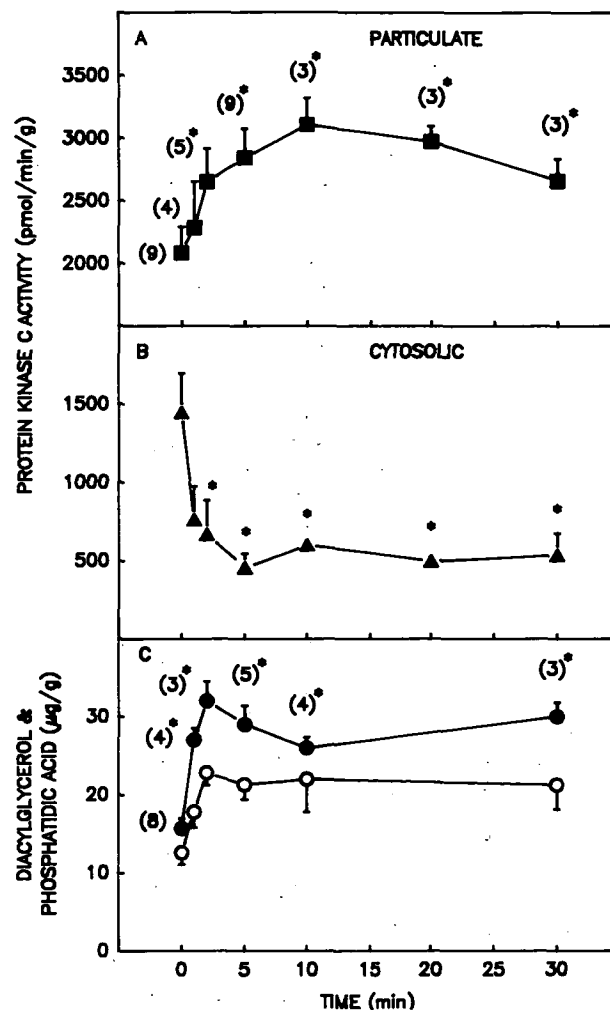 A PARTICULATE
(3)*
(9)* (3)*
(5)* (3)*
(4)
(9)
3500
3000
2500
2000
PROTEIN KINASE C ACTIVITY (pmol/min/g)
B CYTOSOLIC
1500
1000
500
* * * * *
C
(3)* (5)* (4)* (3)*
(4)*
(8)
30
20
10
0
DIACYLGLYCEROL &
PHOSPHATIDIC ACID (µg/g)
0 5 10 15 20 25 30
TIME (min)